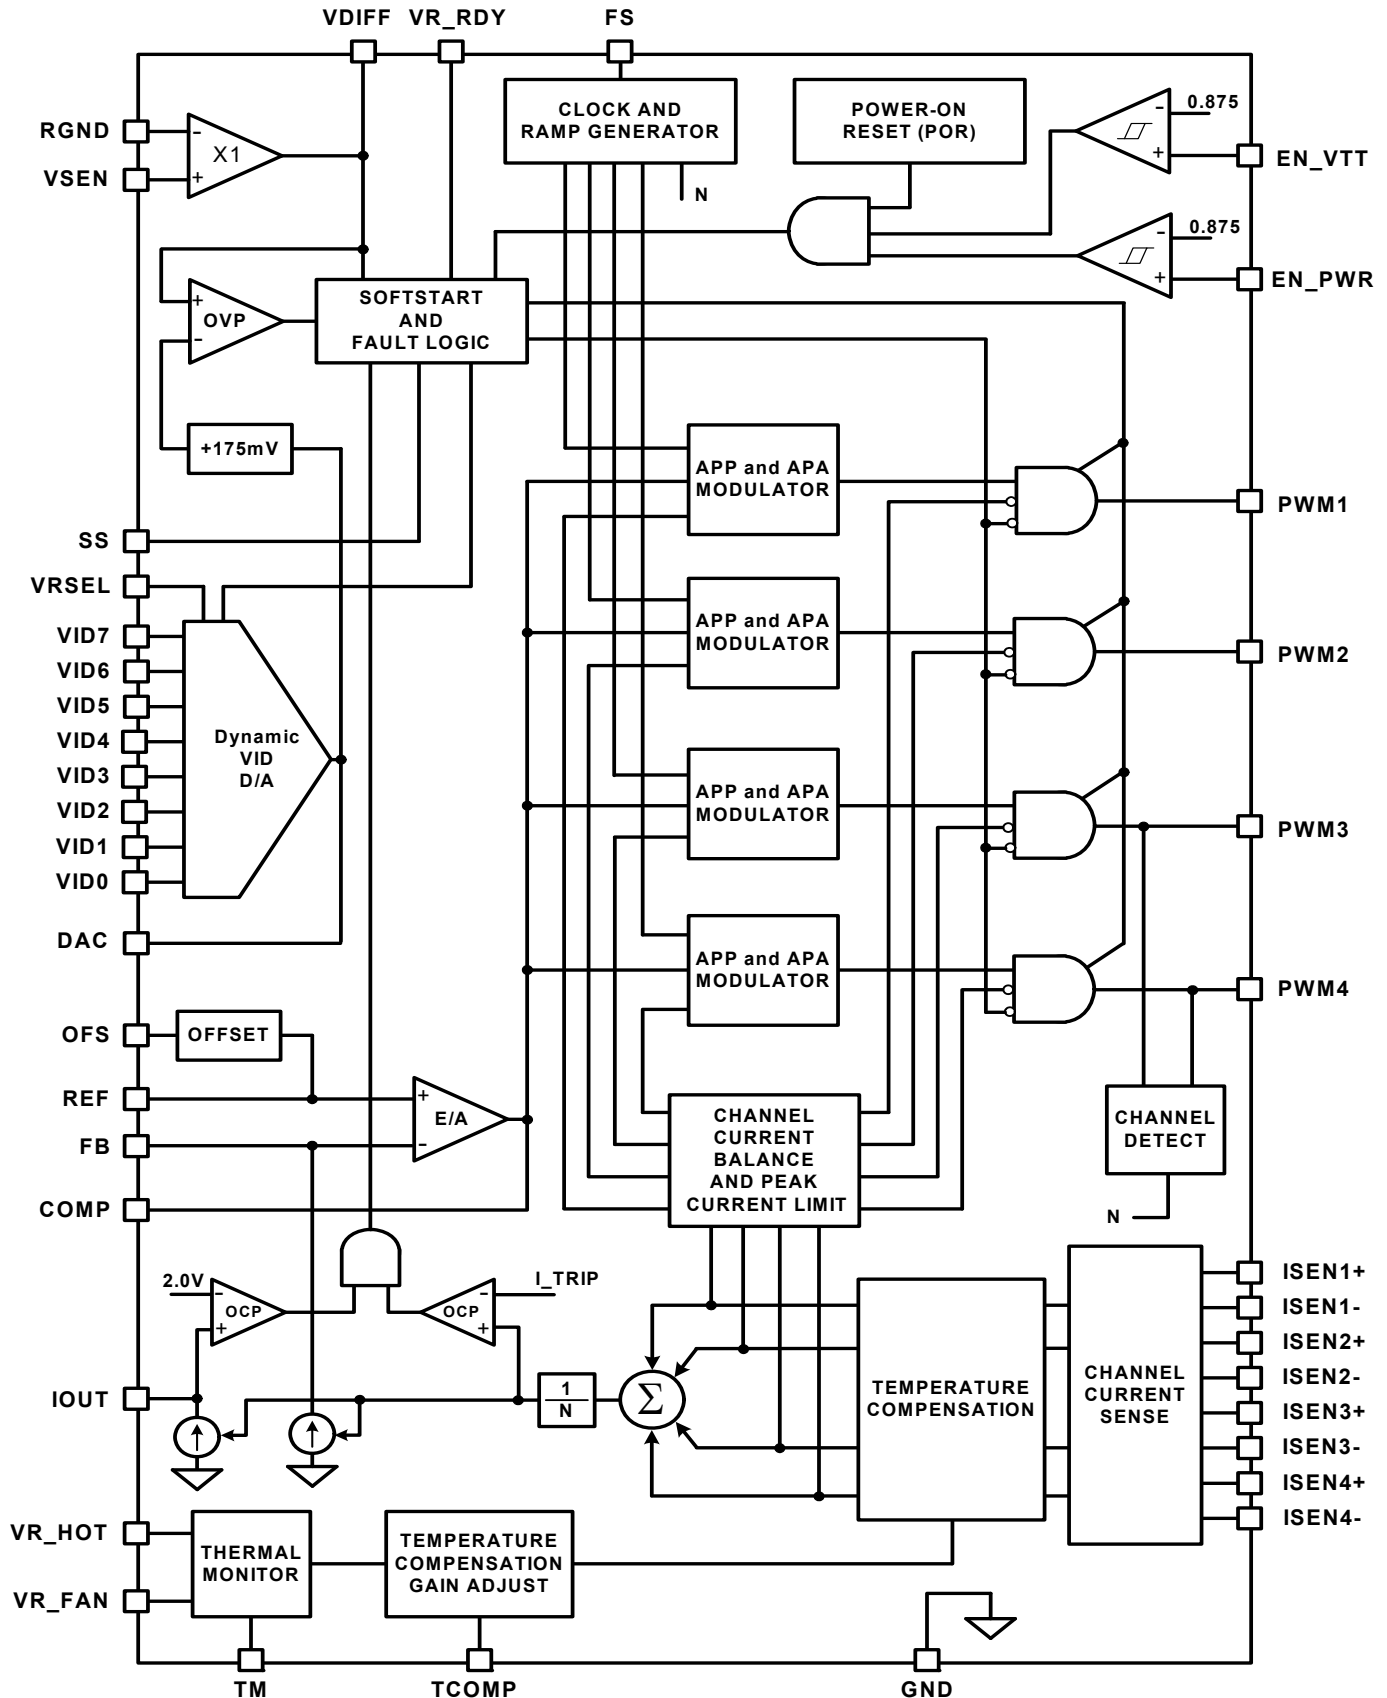 VDIFF VR_RDY FS
RGND
VSEN
-
X1
+
CLOCK AND
RAMP GENERATOR
N
POWER-ON
RESET (POR)
-
0.875
+
EN_VTT
-
0.875
+
EN_PWR
+
OVP
-
SOFTSTART
AND
FAULT LOGIC
+175mV
SS
VRSEL
VID7
VID6
VID5
VID4
VID3
VID2
VID1
VID0
Dynamic
VID
D/A
DAC
APP and APA
MODULATOR
APP and APA
MODULATOR
APP and APA
MODULATOR
APP and APA
MODULATOR
PWM1
PWM2
PWM3
PWM4
OFS
OFFSET
REF
FB
COMP
+
E/A
-
CHANNEL
CURRENT
BALANCE
AND PEAK
CURRENT LIMIT
CHANNEL
DETECT
N
2.0V
-
OCP
+
I_TRIP
-
OCP
+
IOUT
1
N
Σ
TEMPERATURE
COMPENSATION
CHANNEL
CURRENT
SENSE
ISEN1+
ISEN1-
ISEN2+
ISEN2-
ISEN3+
ISEN3-
ISEN4+
ISEN4-
VR_HOT
VR_FAN
THERMAL
MONITOR
TEMPERATURE
COMPENSATION
GAIN ADJUST
TM TCOMP GND